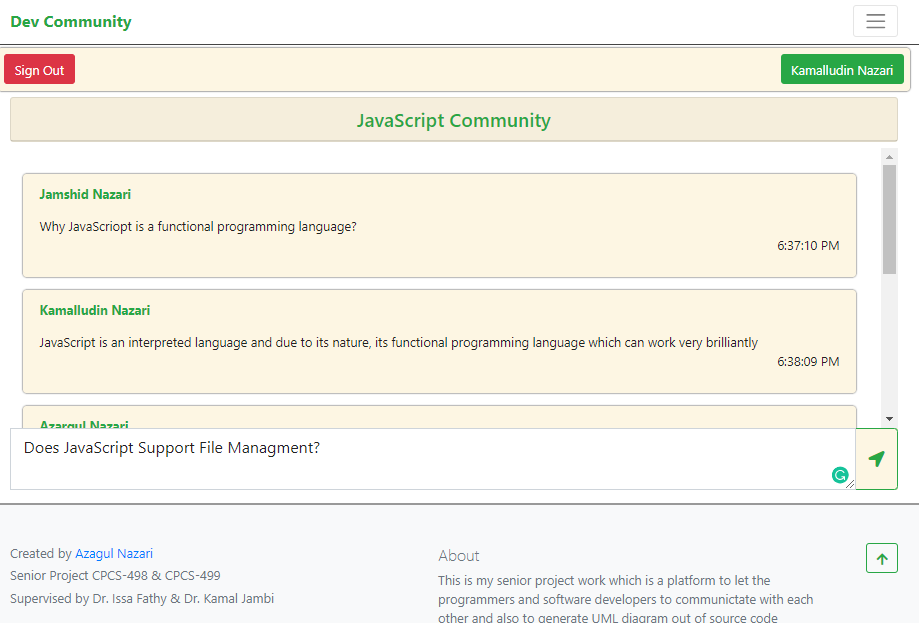 Dev Community
Sign Out
Kamalludin Nazari
JavaScript Community
Jamshid Nazari
Why JavaScriopt is a functional programming language?
6:37:10 PM
Kamalludin Nazari
JavaScript is an interpreted language and due to its nature, its functional programming language which can work very brilliantly
6:38:09 PM
Azargul Nazari
Does JavaScript Support File Managment?
Created by Azagul Nazari
Senior Project CPCS-498 & CPCS-499
Supervised by Dr. Issa Fathy & Dr. Kamal Jambi
About
This is my senior project work which is a platform to let the
programmers and software developers to communictate with each
other and also to generate UML diagram out of source code